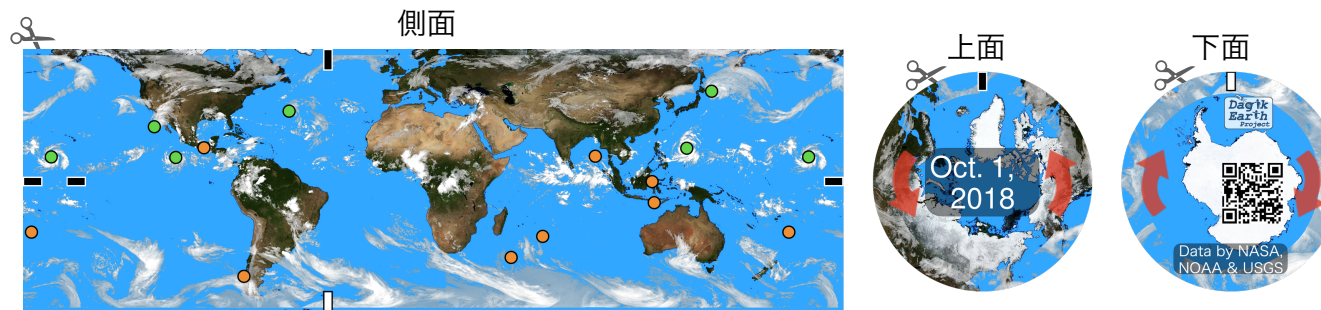 側面
上面
下面
Oct. 1,
2018
Dagik
Earth
Project
Data by NASA,
NOAA & USGS